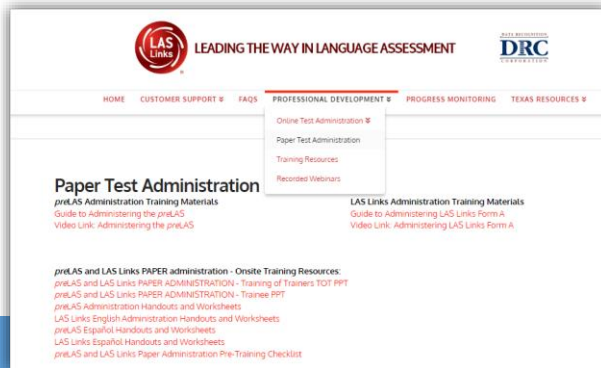 LAS Links
LEADING THE WAY IN LANGUAGE ASSESSMENT
DATA RECOGNITION
DRC
CORPORATION
HOME CUSTOMER SUPPORT FAQS PROFESSIONAL DEVELOPMENT PROGRESS MONITORING TEXAS RESOURCES
Online Test Administration
Paper Test Administration
Training Resources
Recorded Webinars
Paper Test Administration
preLAS Administration Training Materials
Guide to Administering the preLAS
Video Link: Administering the preLAS
LAS Links Administration Training Materials
Guide to Administering LAS Links Form A
Video Link: Administering LAS Links Form A
preLAS and LAS Links PAPER administration - Onsite Training Resources:
preLAS and LAS Links PAPER ADMINISTRATION - Training of Trainers TOT PPT
preLAS and LAS Links PAPER ADMINISTRATION - Trainee PPT
preLAS Administration Handouts and Worksheets
LAS Links English Administration Handouts and Worksheets
preLAS Español Handouts and Worksheets
LAS Links Español Handouts and Worksheets
preLAS and LAS Links Paper Administration Pre-Training Checklist